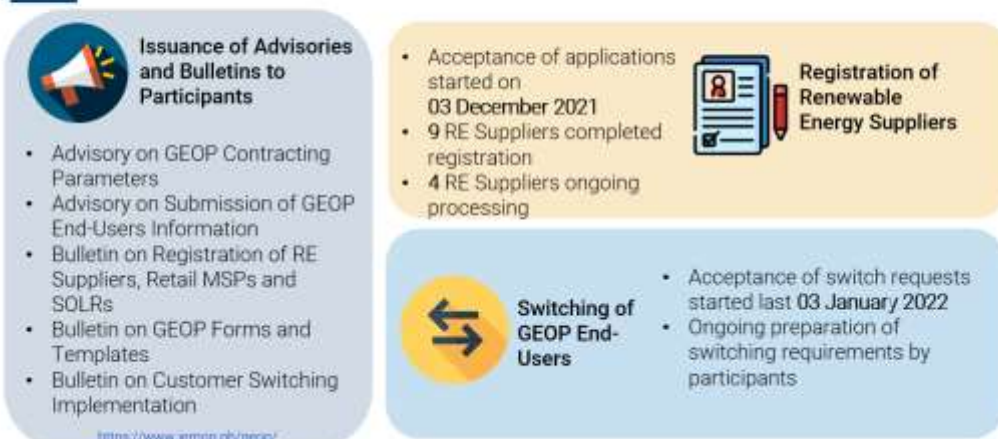 Issuance of Advisories
and Bulletins to
Participants
• Advisory on GEOP Contracting
Parameters
• Advisory on Submission of GEOP
End-Users Information
• Bulletin on Registration of RE
Suppliers, Retail MSPs and
SOLRs
• Bulletin on GEOP Forms and
Templates
• Bulletin on Customer Switching
Implementation
• Acceptance of applications
started on
03 December 2021
• 9 RE Suppliers completed
registration
• 4 RE Suppliers ongoing
processing
Registration of
Renewable
Energy Suppliers
Switching of
GEOP End-
Users
• Acceptance of switch requests
started last 03 January 2022
• Ongoing preparation of
switching requirements by
participants